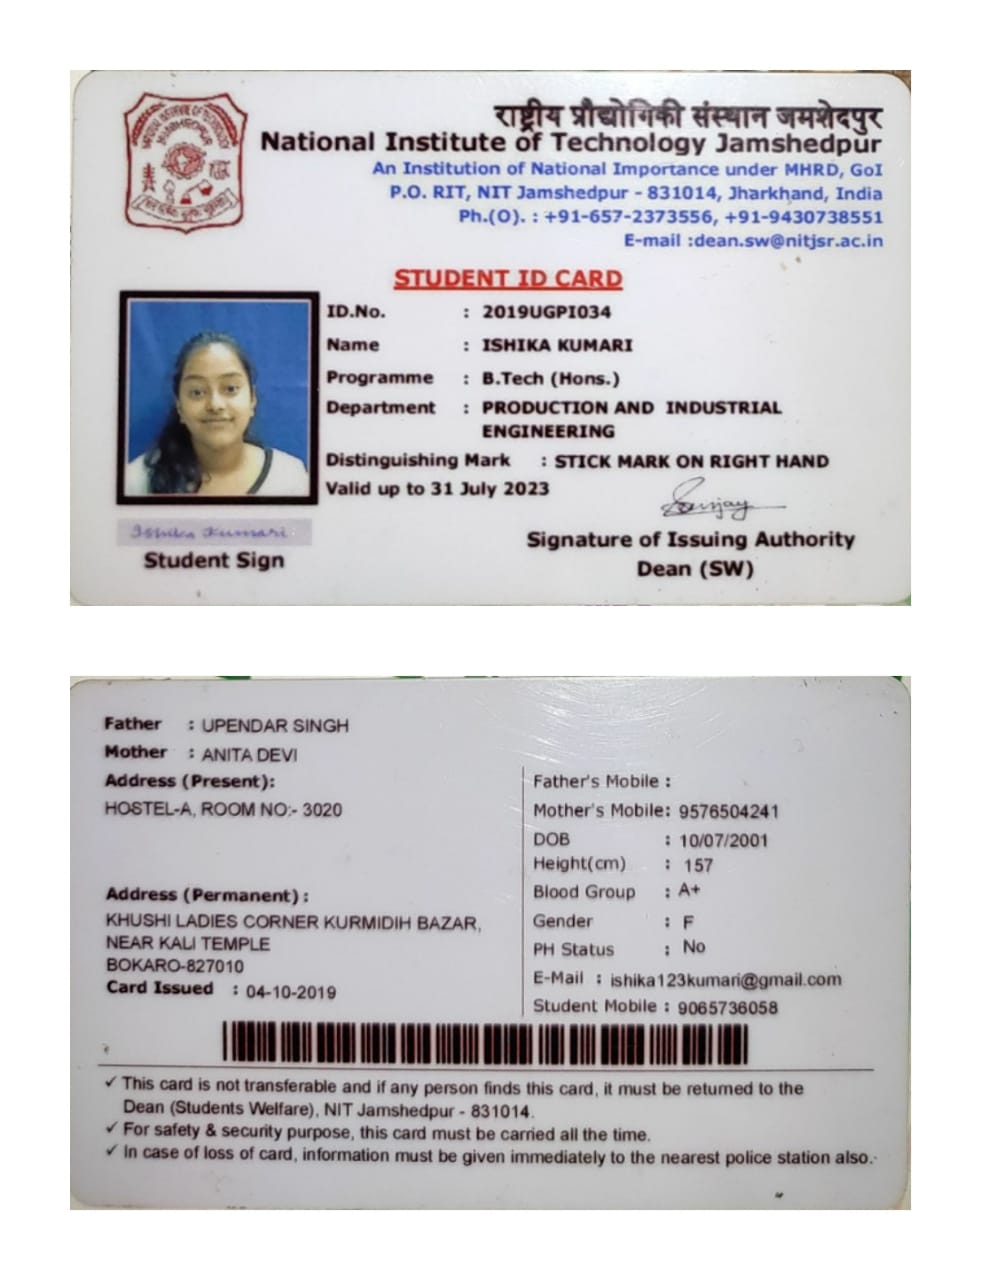 राष्ट्रीय प्रौद्योगिकी संस्थान जमशेदपुर
National Institute of Technology Jamshedpur
An Institution of National Importance under MHRD, GoI
P.O. RIT, NIT Jamshedpur - 831014, Jharkhand, India
Ph.(O). : +91-657-2373556, +91-9430738551
E-mail :dean.sw@nitjsr.ac.in
STUDENT ID CARD
ID.No. : 2019UGPI034
Name : ISHIKA KUMARI
Programme : B.Tech (Hons.)
Department : PRODUCTION AND INDUSTRIAL
ENGINEERING
Distinguishing Mark : STICK MARK ON RIGHT HAND
Valid up to 31 July 2023
Sanjay
Ishika Kumari
Student Sign
Signature of Issuing Authority
Dean (SW)
Father : UPENDAR SINGH
Mother : ANITA DEVI
Address (Present):
HOSTEL-A, ROOM NO:- 3020
Address (Permanent) :
KHUSHI LADIES CORNER KURMIDIH BAZAR,
NEAR KALI TEMPLE
BOKARO-827010
Card Issued : 04-10-2019
Father's Mobile :
Mother's Mobile: 9576504241
DOB : 10/07/2001
Height(cm) : 157
Blood Group : A+
Gender : F
PH Status : No
E-Mail : ishika123kumari@gmail.com
Student Mobile : 9065736058
✓ This card is not transferable and if any person finds this card, it must be returned to the
Dean (Students Welfare), NIT Jamshedpur - 831014.
✓ For safety & security purpose, this card must be carried all the time.
✓ In case of loss of card, information must be given immediately to the nearest police station also.